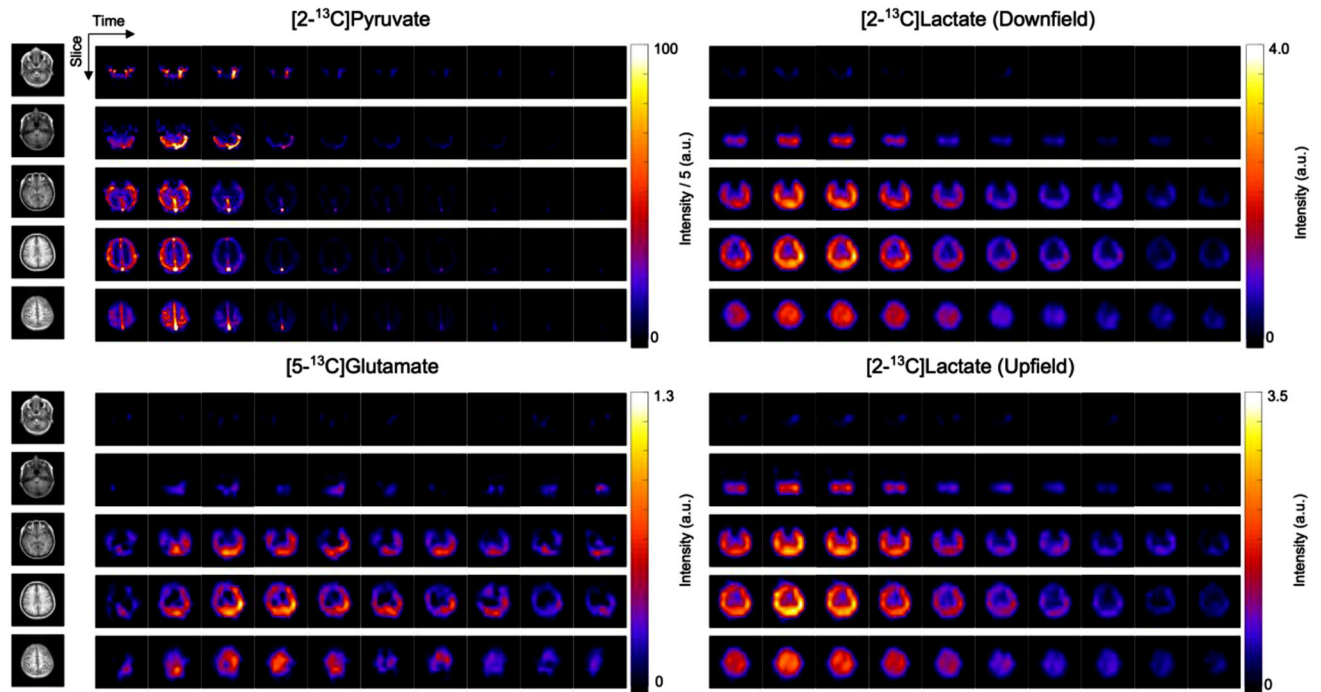 [2-¹³C]Pyruvate
Time
Slice
100
Intensity / 5 (a.u.)
0
[2-¹³C]Lactate (Downfield)
4.0
Intensity (a.u.)
0
[5-¹³C]Glutamate
1.3
Intensity (a.u.)
0
[2-¹³C]Lactate (Upfield)
3.5
Intensity (a.u.)
0